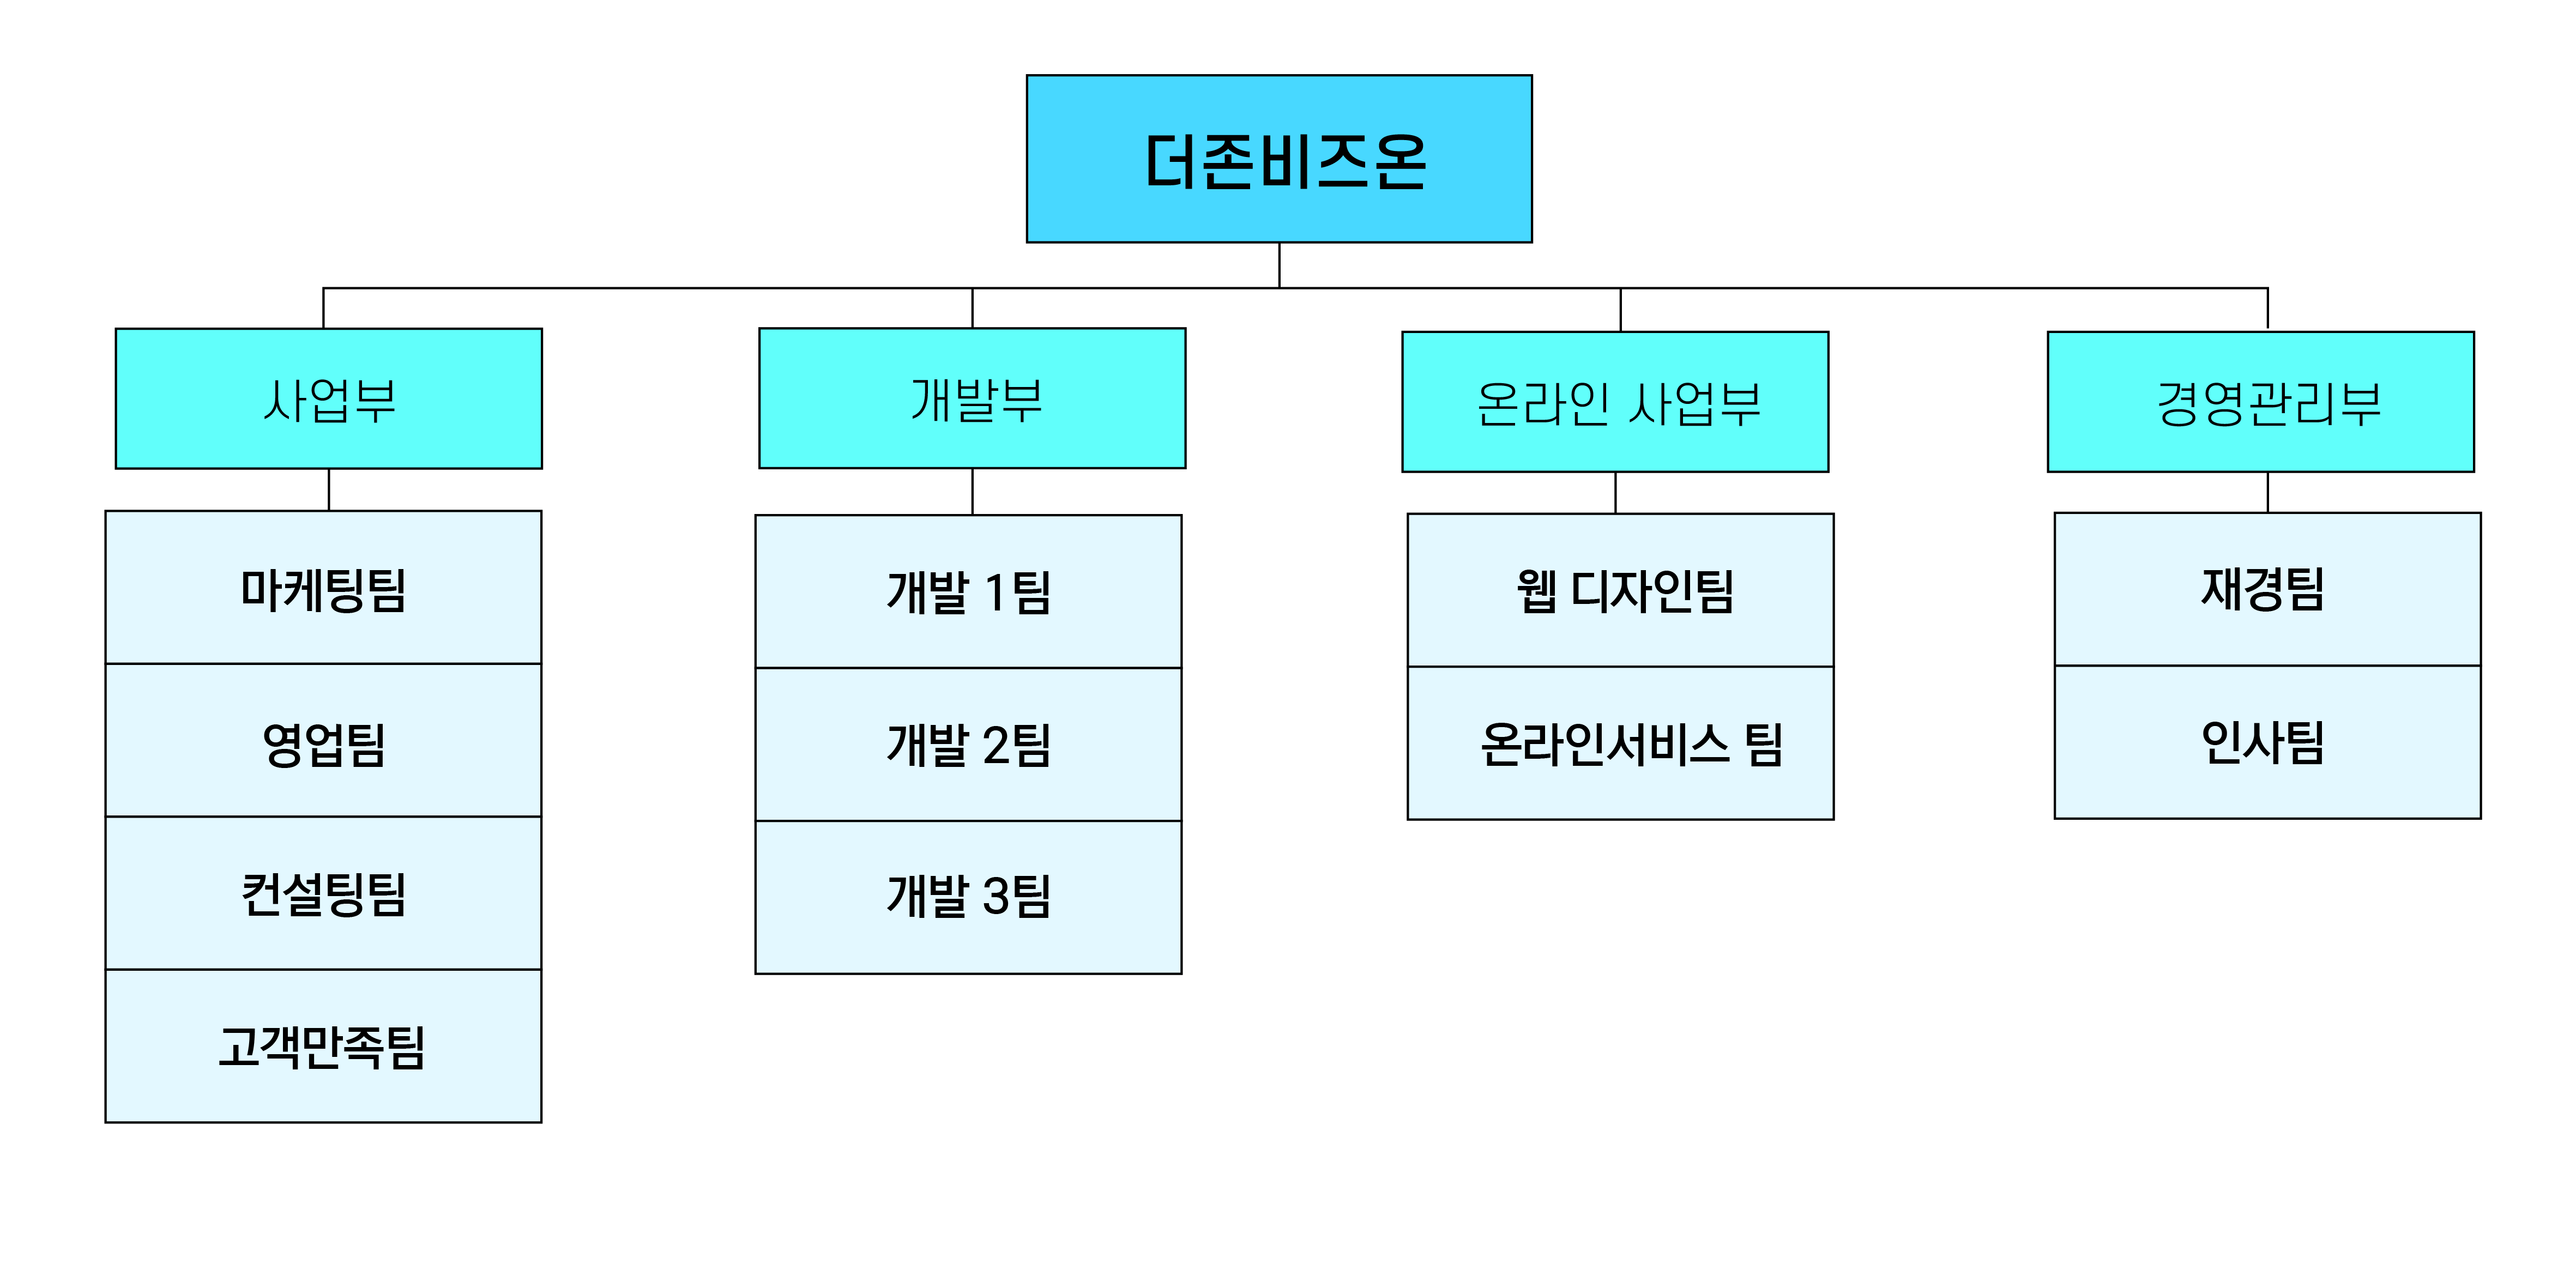 더존비즈온
사업부
개발부
온라인 사업부
경영관리부
마케팅팀
영업팀
컨설팅팀
고객만족팀
개발 1팀
개발 2팀
개발 3팀
웹 디자인팀
온라인서비스 팀
재경팀
인사팀